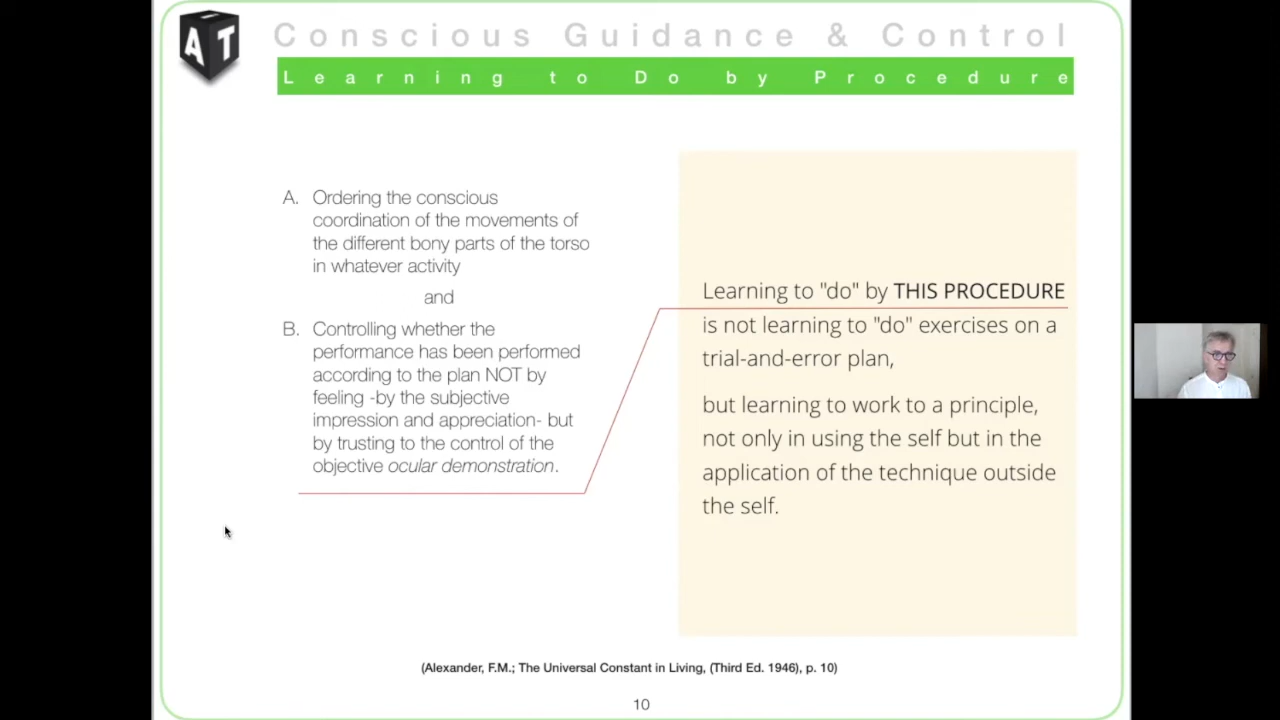 AT
Conscious Guidance & Control
Learning to Do by Procedure
A. Ordering the conscious
coordination of the movements of
the different bony parts of the torso
in whatever activity
and
B. Controlling whether the
performance has been performed
according to the plan NOT by
feeling -by the subjective
impression and appreciation- but
by trusting to the control of the
objective ocular demonstration.
Learning to "do" by THIS PROCEDURE
is not learning to "do" exercises on a
trial-and-error plan,
but learning to work to a principle,
not only in using the self but in the
application of the technique outside
the self.
(Alexander, F.M.; The Universal Constant in Living, (Third Ed. 1946), p. 10)
10